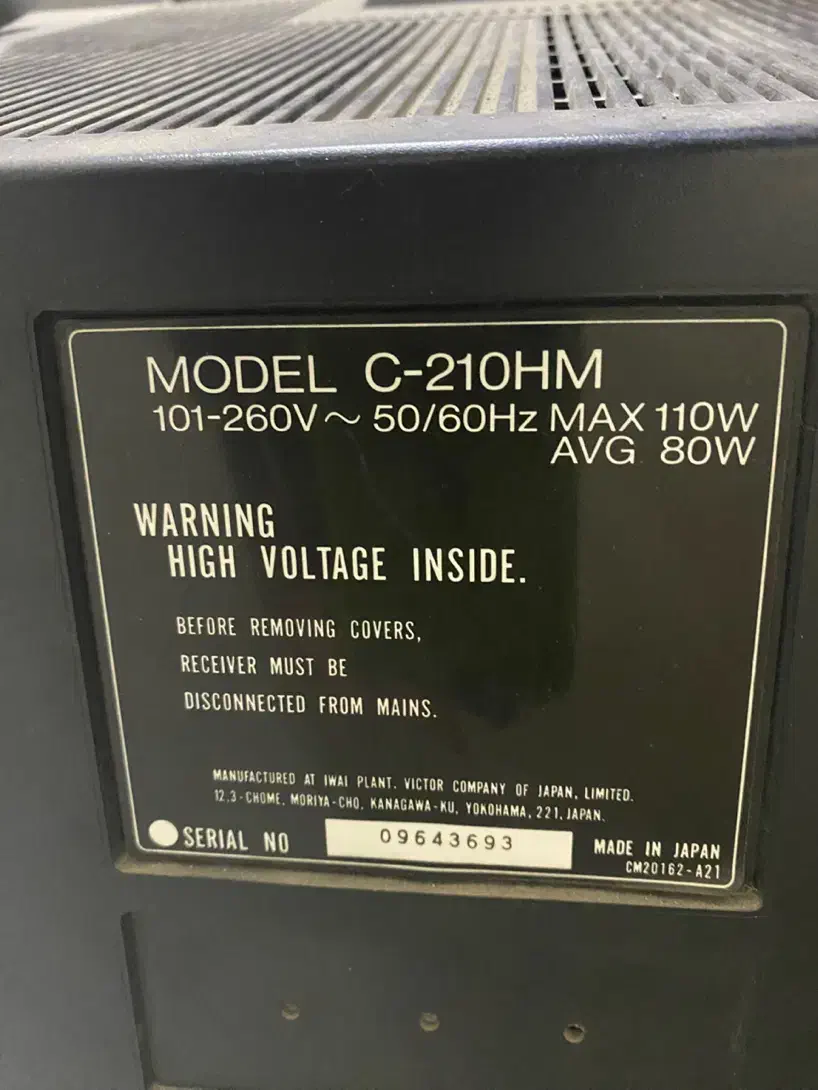 MODEL C-210HM
101-260V～ 50/60Hz MAX 110W
AVG 80W
WARNING
HIGH VOLTAGE INSIDE.
BEFORE REMOVING COVERS,
RECEIVER MUST BE
DISCONNECTED FROM MAINS.
MANUFACTURED AT IWAI PLANT. VICTOR COMPANY OF JAPAN, LIMITED.
12,3-CHOME, MORIYA-CHO, KANAGAWA-KU, YOKOHAMA, 221, JAPAN.
SERIAL NO 09643693 MADE IN JAPAN
CM20162-A21